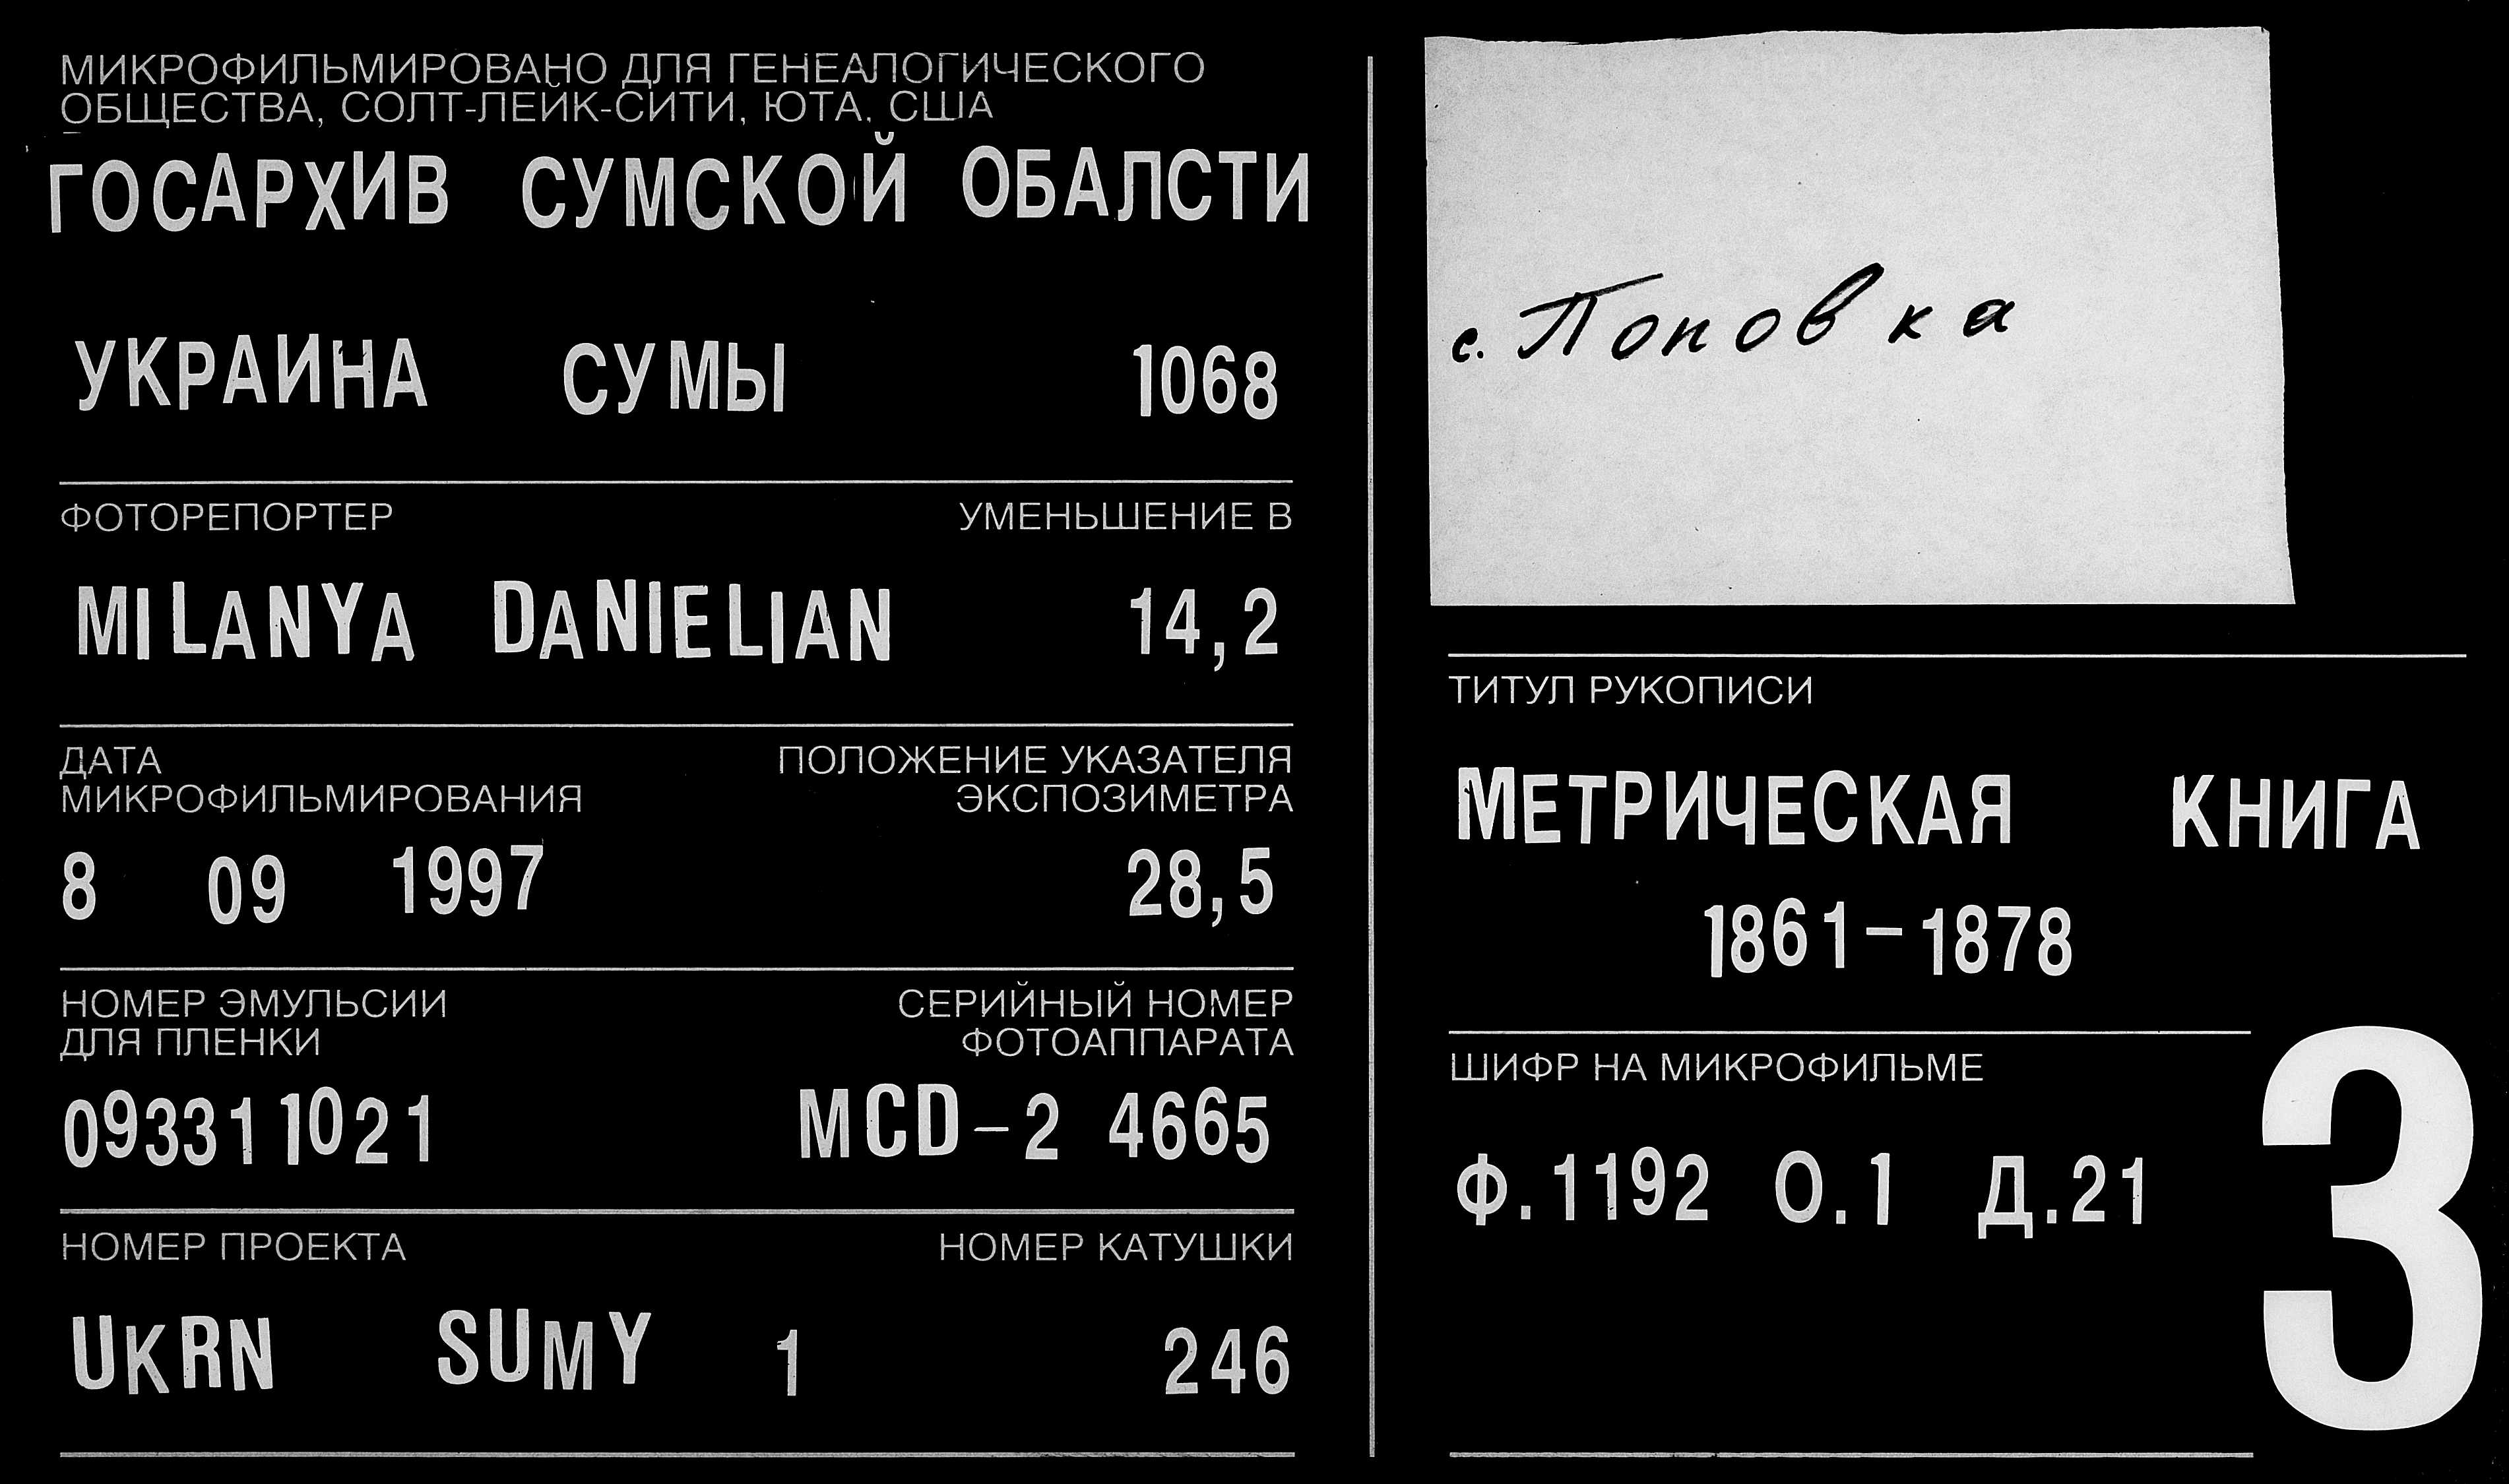 МИКРОФИЛЬМИРОВАНО ДЛЯ ГЕНЕАЛОГИЧЕСКОГО
ОБЩЕСТВА, СОЛТ-ЛЕЙК-СИТИ, ЮТА, США
ГОСАРХИВ СУМСКОЙ ОБАЛСТИ
УКРАИНА СУМЫ 1068
ФОТОРЕПОРТЕР УМЕНЬШЕНИЕ В
MILANYA DANIELIAN 14,2
ДАТА ПОЛОЖЕНИЕ УКАЗАТЕЛЯ
МИКРОФИЛЬМИРОВАНИЯ ЭКСПОЗИМЕТРА
8 09 1997 28,5
НОМЕР ЭМУЛЬСИИ СЕРИЙНЫЙ НОМЕР
ДЛЯ ПЛЕНКИ ФОТОАППАРАТА
093311021 MCD-2 4665
НОМЕР ПРОЕКТА НОМЕР КАТУШКИ
UKRN SUMY 1 246
с. Поповка
ТИТУЛ РУКОПИСИ
МЕТРИЧЕСКАЯ КНИГА
1861-1878
ШИФР НА МИКРОФИЛЬМЕ
Ф.1192 О.1 Д.21
3